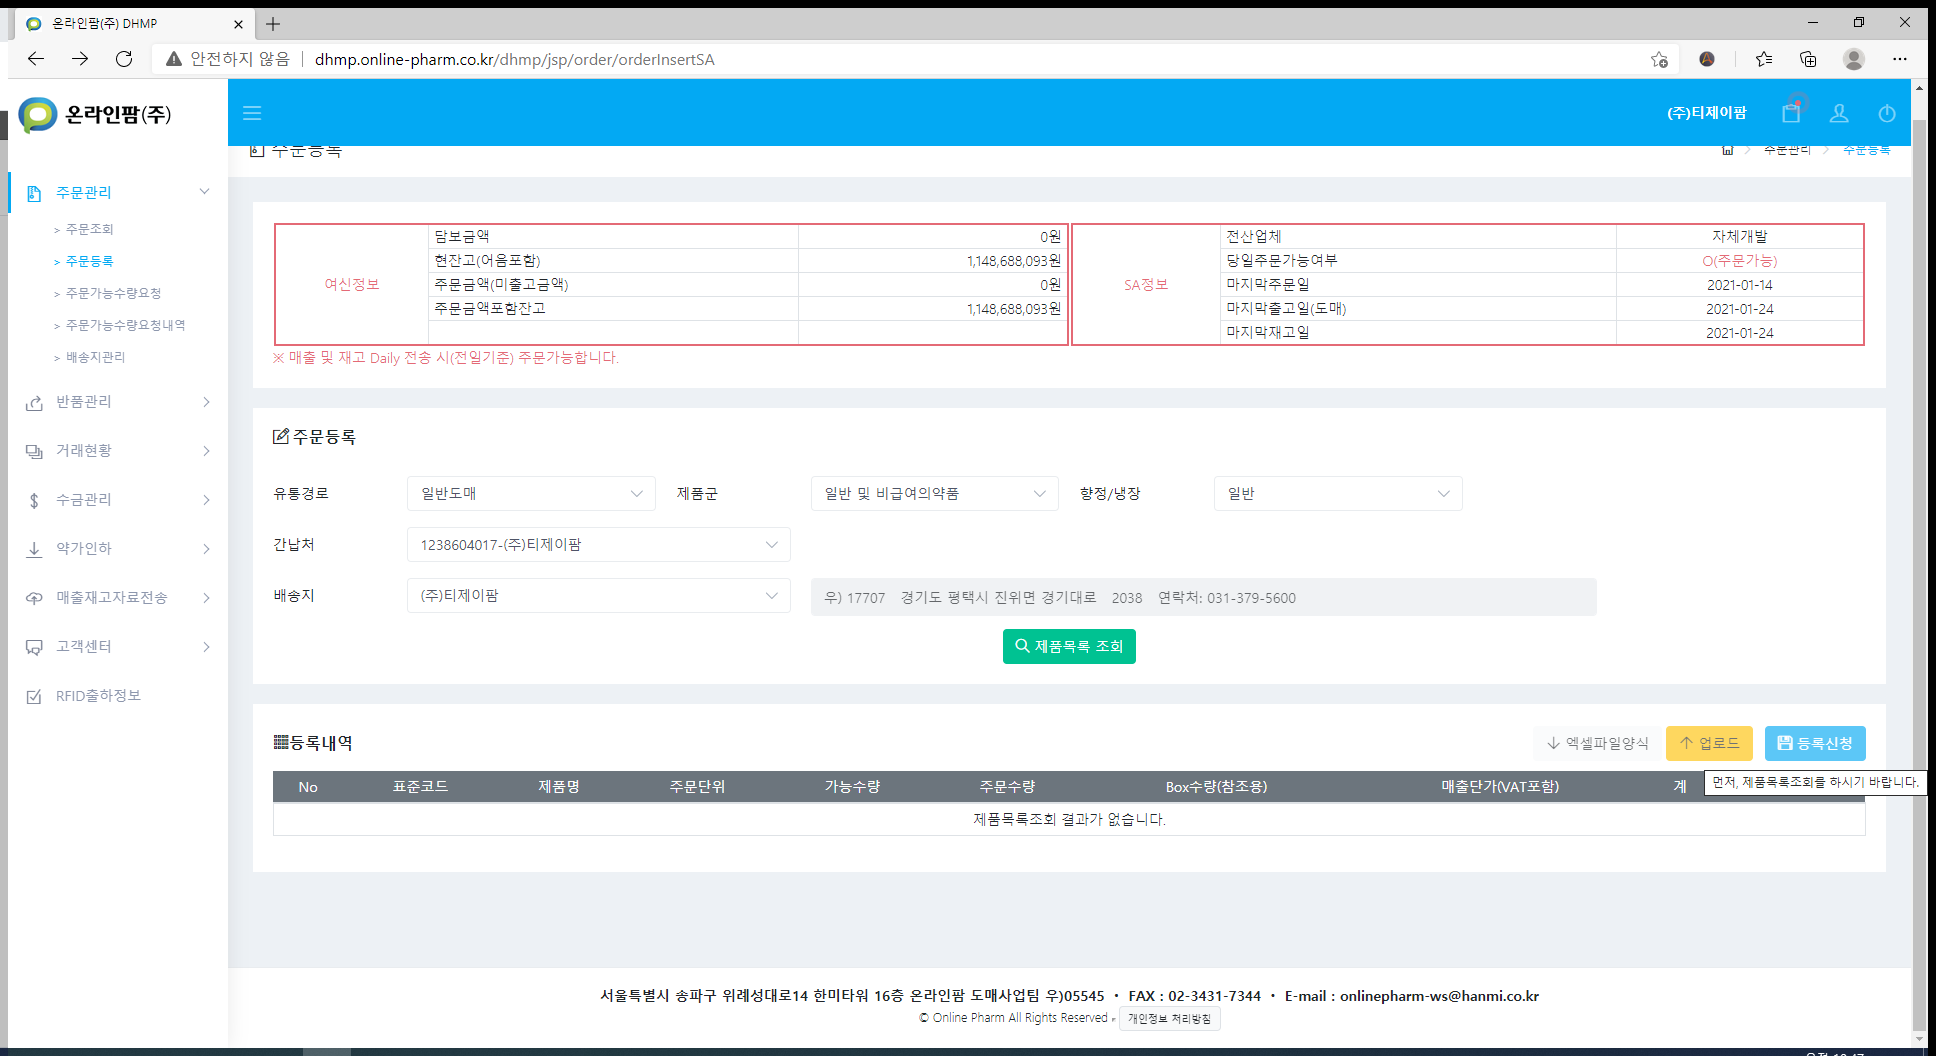 온라인팜(주) DHMP
안전하지 않음 dhmp.online-pharm.co.kr/dhmp/jsp/order/orderInsertSA
온라인팜(주)
(주)티제이팜
주문등록
주문관리 > 주문등록
주문관리
> 주문조회
> 주문등록
> 주문가능수량요청
> 주문가능수량요청내역
> 배송지관리
반품관리
거래현황
$ 수금관리
약가인하
매출재고자료전송
고객센터
RFID출하정보
여신정보
담보금액 0원
현잔고(어음포함) 1,148,688,093원
주문금액(미출고금액) 0원
주문금액포함잔고 1,148,688,093원
SA정보
전산업체 자체개발
당일주문가능여부 O(주문가능)
마지막주문일 2021-01-14
마지막출고일(도매) 2021-01-24
마지막재고일 2021-01-24
※ 매출 및 재고 Daily 전송 시(전일기준) 주문가능합니다.
주문등록
유통경로 일반도매 제품군 일반 및 비급여의약품 향정/냉장 일반
간납처 1238604017-(주)티제이팜
배송지 (주)티제이팜 우) 17707 경기도 평택시 진위면 경기대로 2038 연락처: 031-379-5600
제품목록 조회
등록내역 엑셀파일양식 업로드 등록신청
No 표준코드 제품명 주문단위 가능수량 주문수량 Box수량(참조용) 매출단가(VAT포함) 계
먼저, 제품목록조회를 하시기 바랍니다.
제품목록조회 결과가 없습니다.
서울특별시 송파구 위례성대로14 한미타워 16층 온라인팜 도매사업팀 우)05545 · FAX : 02-3431-7344 · E-mail : onlinepharm-ws@hanmi.co.kr
© Online Pharm All Rights Reserved 개인정보 처리방침